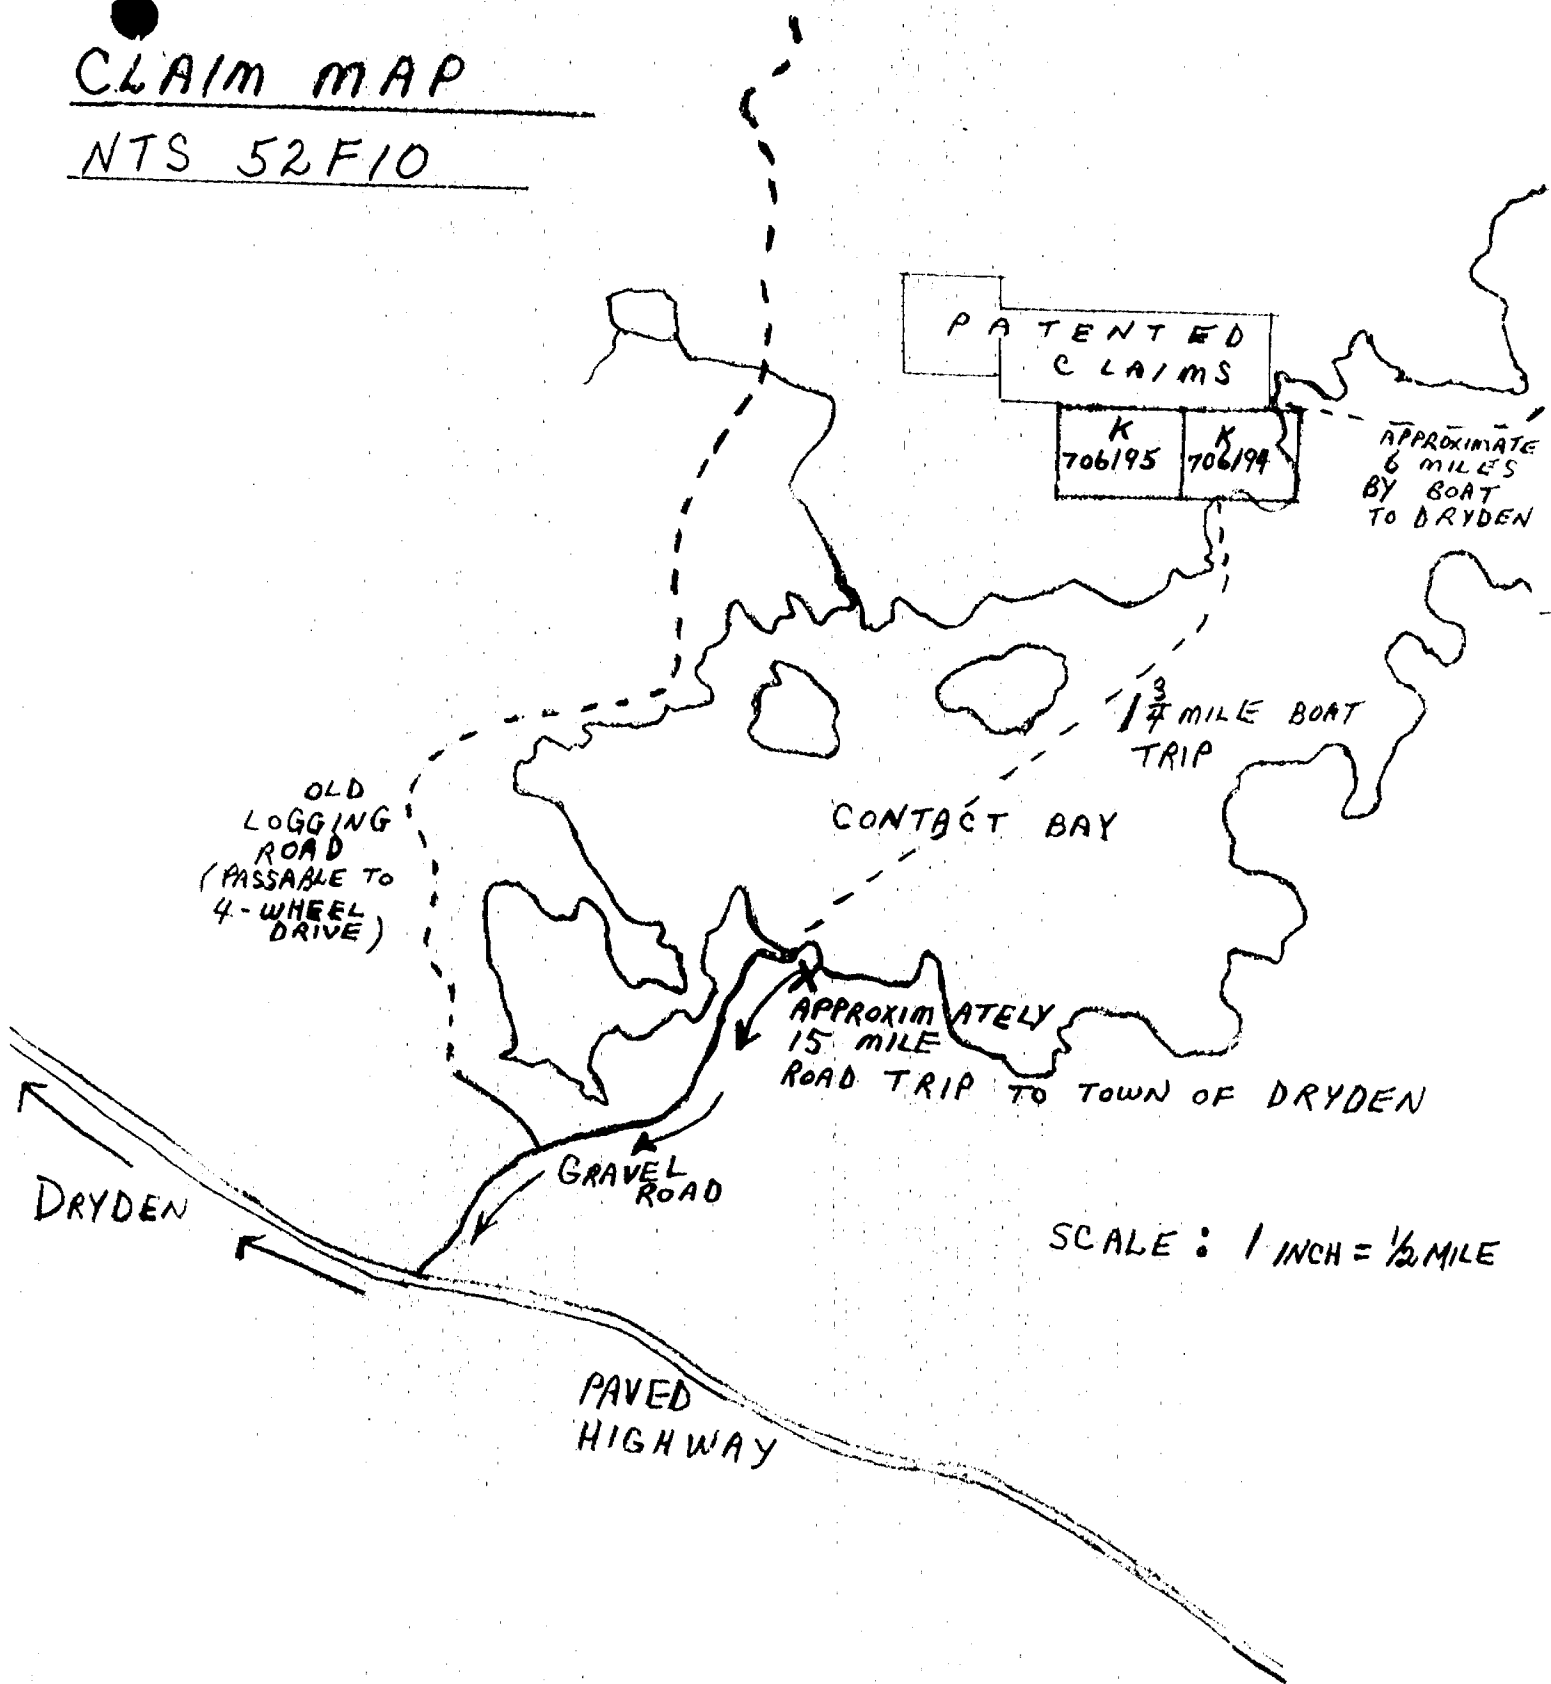 CLAIM MAP
NTS 52F10
PATENTED
CLAIMS
K
706195
K
706194
APPROXIMATE
6 MILES
BY BOAT
TO DRYDEN
1 3/4 MILE BOAT
TRIP
CONTACT BAY
OLD
LOGGING
ROAD
(PASSABLE TO
4-WHEEL
DRIVE)
APPROXIMATELY
15 MILE
ROAD TRIP TO TOWN OF DRYDEN
GRAVEL
ROAD
DRYDEN
SCALE: 1 INCH = 1/2 MILE
PAVED
HIGHWAY